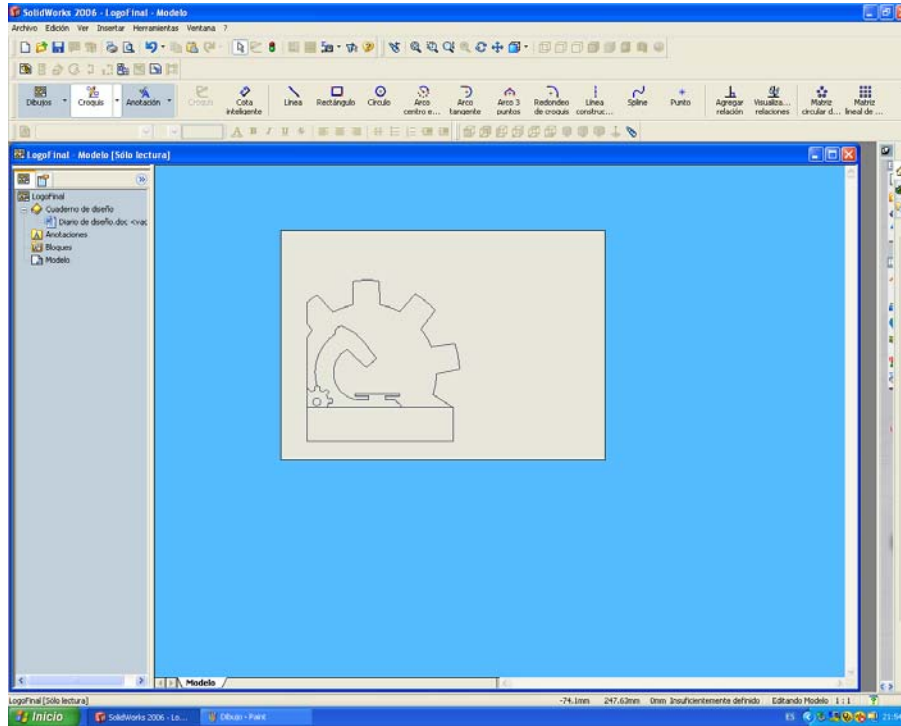 SolidWorks 2006 - LogoFinal - Modelo
Archivo Edición Ver Insertar Herramientas Ventana ?
Dibujos Croquis Anotación Croquis Cota inteligente Línea Rectángulo Círculo Arco centro e... Arco tangente Arco 3 puntos Redondeo de croquis Línea construc... Spline Punto Agregar relación Visualiza... relaciones Matriz circular d... Matriz lineal de ...
LogoFinal - Modelo [Sólo lectura]
LogoFinal
Cuaderno de diseño
Diario de diseño.doc <vac
Anotaciones
Bloques
Modelo
Modelo
LogoFinal [Sólo lectura] -74.1mm 247.63mm 0mm Insuficientemente definido Editando Modelo 1 : 1
Inicio SolidWorks 2006 - Lo... Dibujo - Paint ES